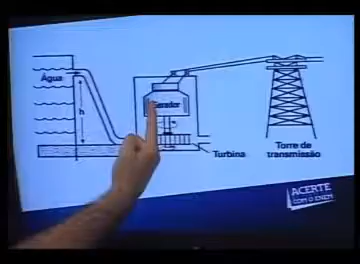 Água
h
Gerador
Turbina
Torre de
transmissão
ACERTE
COM O ENEM